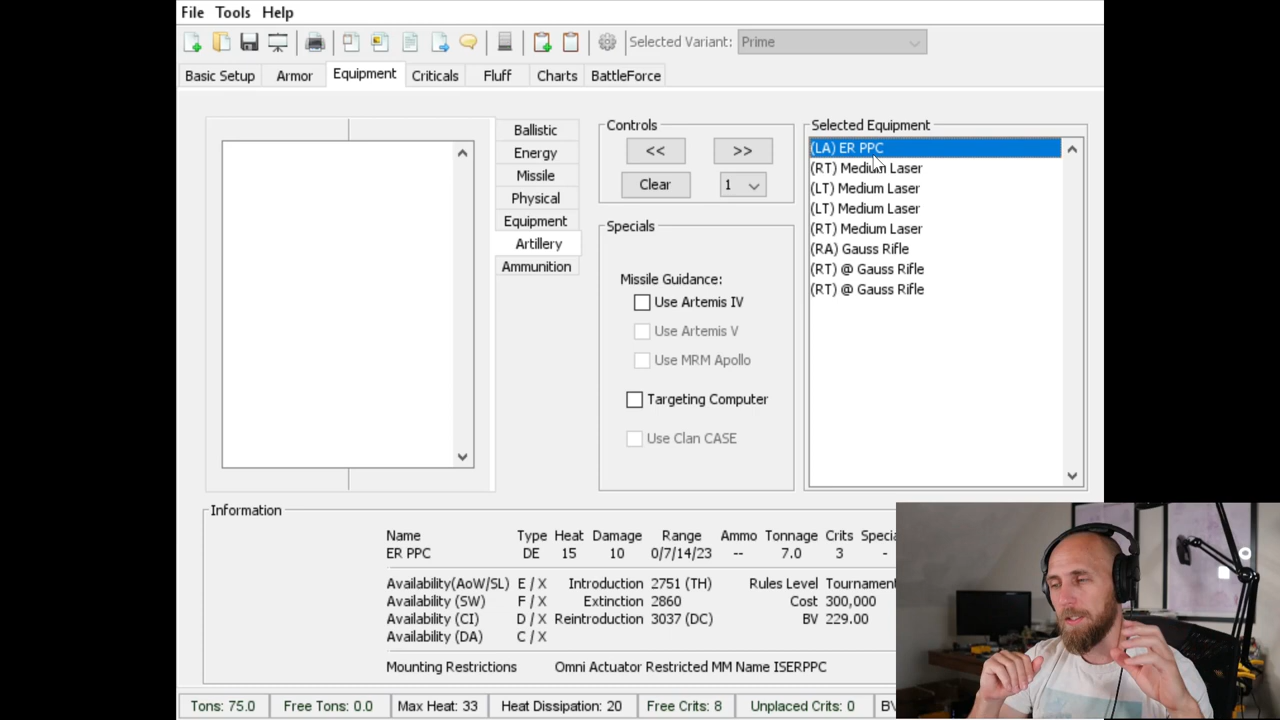 File Tools Help
Selected Variant: Prime
Basic Setup Armor Equipment Criticals Fluff Charts BattleForce
Ballistic
Energy
Missile
Physical
Equipment
Artillery
Ammunition
Controls
<< >>
Clear 1
Specials
Missile Guidance:
Use Artemis IV
Use Artemis V
Use MRM Apollo
Targeting Computer
Use Clan CASE
Selected Equipment
(LA) ER PPC
(RT) Medium Laser
(LT) Medium Laser
(LT) Medium Laser
(RT) Medium Laser
(RA) Gauss Rifle
(RT) @ Gauss Rifle
(RT) @ Gauss Rifle
Information
Name Type Heat Damage Range Ammo Tonnage Crits Specia
ER PPC DE 15 10 0/7/14/23 -- 7.0 3 -
Availability(AoW/SL) E / X Introduction 2751 (TH) Rules Level Tournamen
Availability (SW) F / X Extinction 2860 Cost 300,000
Availability (CI) D / X Reintroduction 3037 (DC) BV 229.00
Availability (DA) C / X
Mounting Restrictions Omni Actuator Restricted MM Name ISERPPC
Tons: 75.0 Free Tons: 0.0 Max Heat: 33 Heat Dissipation: 20 Free Crits: 8 Unplaced Crits: 0 BV